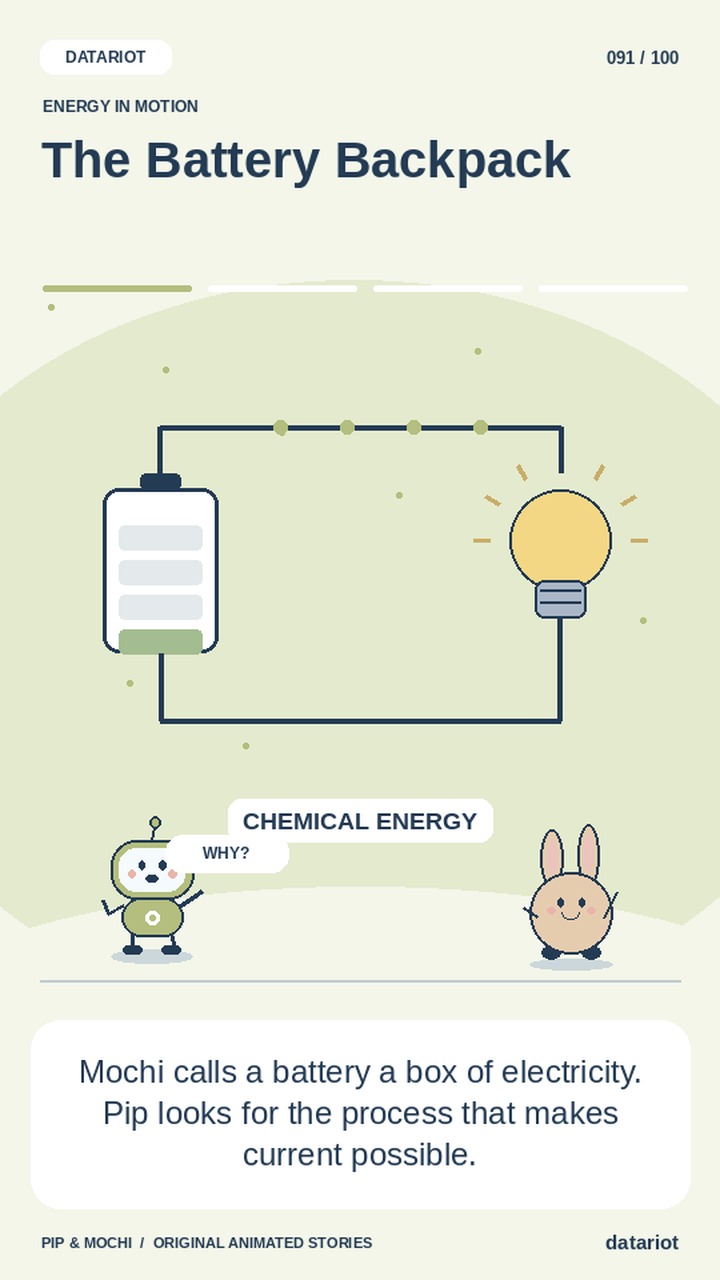 DATARIOT
091 / 100
ENERGY IN MOTION
The Battery Backpack
CHEMICAL ENERGY
WHY?
Mochi calls a battery a box of electricity.
Pip looks for the process that makes
current possible.
PIP & MOCHI / ORIGINAL ANIMATED STORIES
datariot